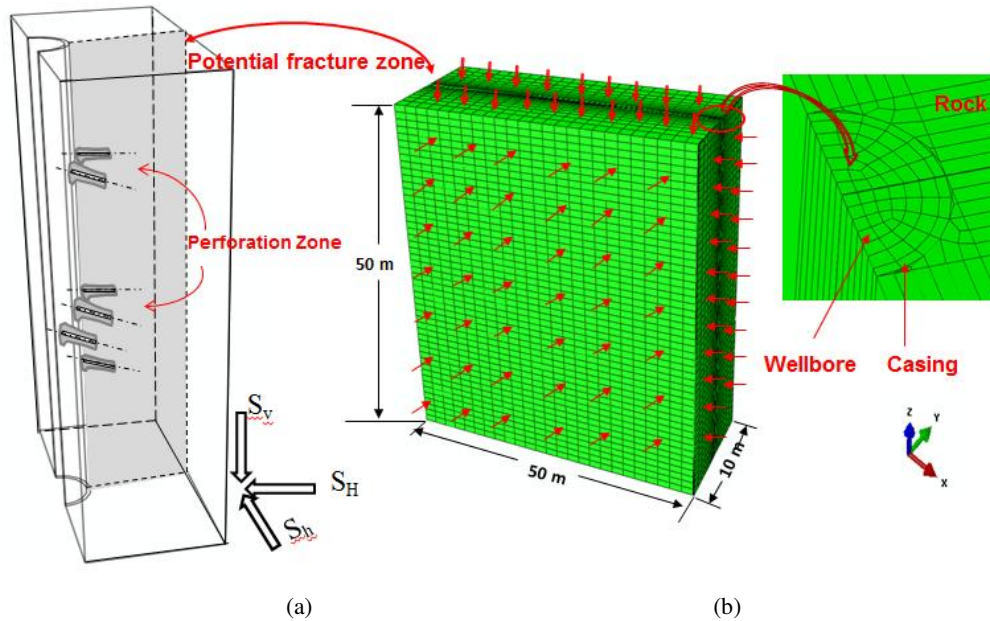 Potential fracture zone
Rock
Perforation Zone
50 m
Wellbore
Casing
Sv
SH
Sh
50 m
10 m
Z
Y
X
(a)
(b)